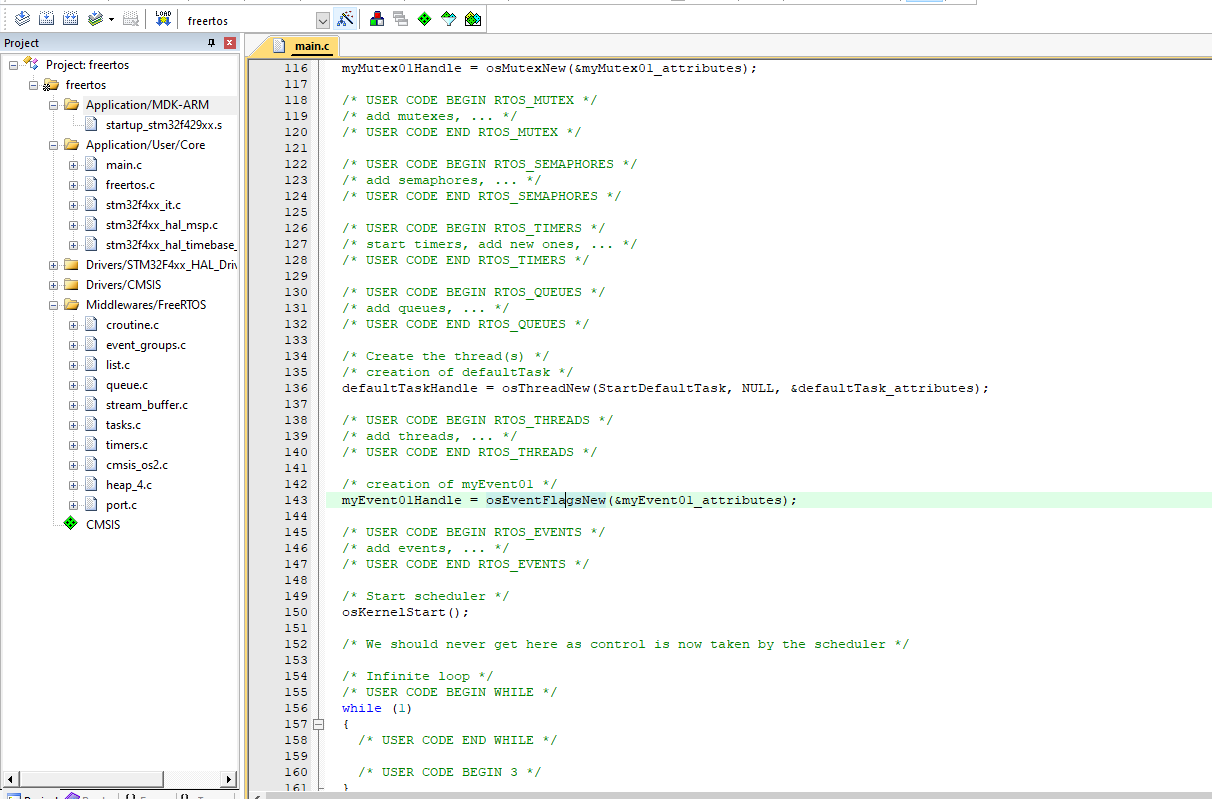 LOAD
freertos
Project
Project: freertos
freertos
Application/MDK-ARM
startup_stm32f429xx.s
Application/User/Core
main.c
freertos.c
stm32f4xx_it.c
stm32f4xx_hal_msp.c
stm32f4xx_hal_timebase_
Drivers/STM32F4xx_HAL_Driv
Drivers/CMSIS
Middlewares/FreeRTOS
croutine.c
event_groups.c
list.c
queue.c
stream_buffer.c
tasks.c
timers.c
cmsis_os2.c
heap_4.c
port.c
CMSIS
main.c
116 myMutex01Handle = osMutexNew(&myMutex01_attributes);
117
118 /* USER CODE BEGIN RTOS_MUTEX */
119 /* add mutexes, ... */
120 /* USER CODE END RTOS_MUTEX */
121
122 /* USER CODE BEGIN RTOS_SEMAPHORES */
123 /* add semaphores, ... */
124 /* USER CODE END RTOS_SEMAPHORES */
125
126 /* USER CODE BEGIN RTOS_TIMERS */
127 /* start timers, add new ones, ... */
128 /* USER CODE END RTOS_TIMERS */
129
130 /* USER CODE BEGIN RTOS_QUEUES */
131 /* add queues, ... */
132 /* USER CODE END RTOS_QUEUES */
133
134 /* Create the thread(s) */
135 /* creation of defaultTask */
136 defaultTaskHandle = osThreadNew(StartDefaultTask, NULL, &defaultTask_attributes);
137
138 /* USER CODE BEGIN RTOS_THREADS */
139 /* add threads, ... */
140 /* USER CODE END RTOS_THREADS */
141
142 /* creation of myEvent01 */
143 myEvent01Handle = osEventFlagsNew(&myEvent01_attributes);
144
145 /* USER CODE BEGIN RTOS_EVENTS */
146 /* add events, ... */
147 /* USER CODE END RTOS_EVENTS */
148
149 /* Start scheduler */
150 osKernelStart();
151
152 /* We should never get here as control is now taken by the scheduler */
153
154 /* Infinite loop */
155 /* USER CODE BEGIN WHILE */
156 while (1)
157 {
158 /* USER CODE END WHILE */
159
160 /* USER CODE BEGIN 3 */
161 }